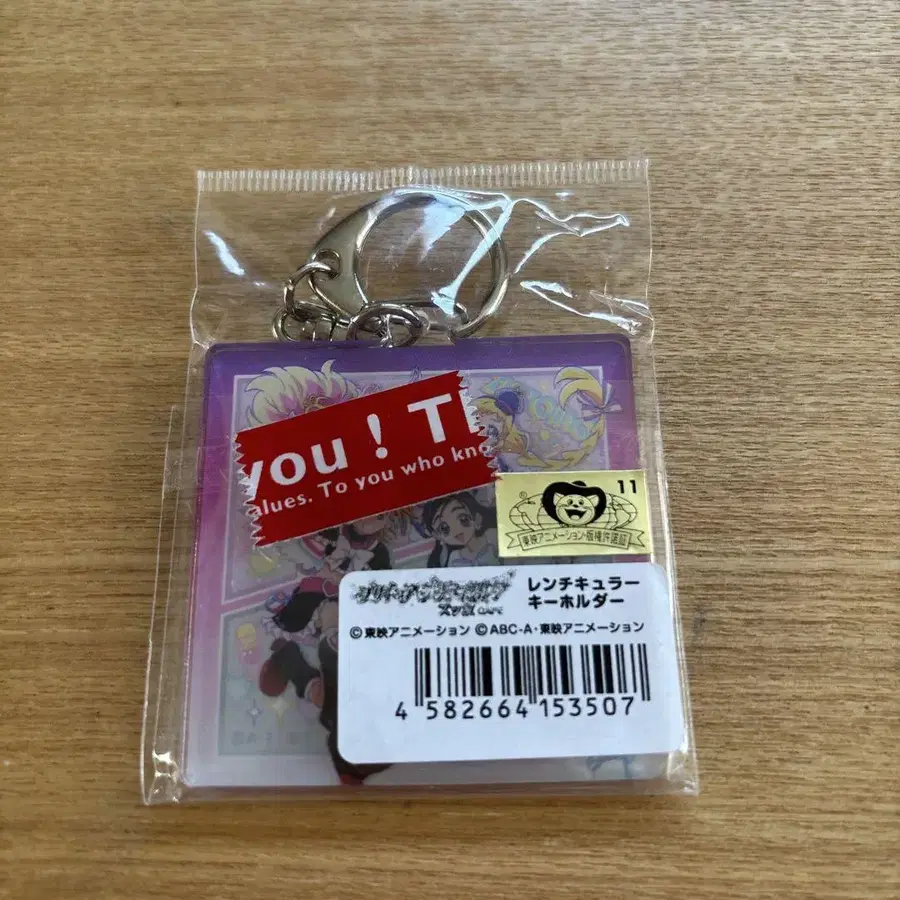 you! T
alues. To you who kno
11
東映アニメーション・版権許諾証
レンチキュラー
キーホルダー
©東映アニメーション ©ABC-A・東映アニメーション
4 582664 153507